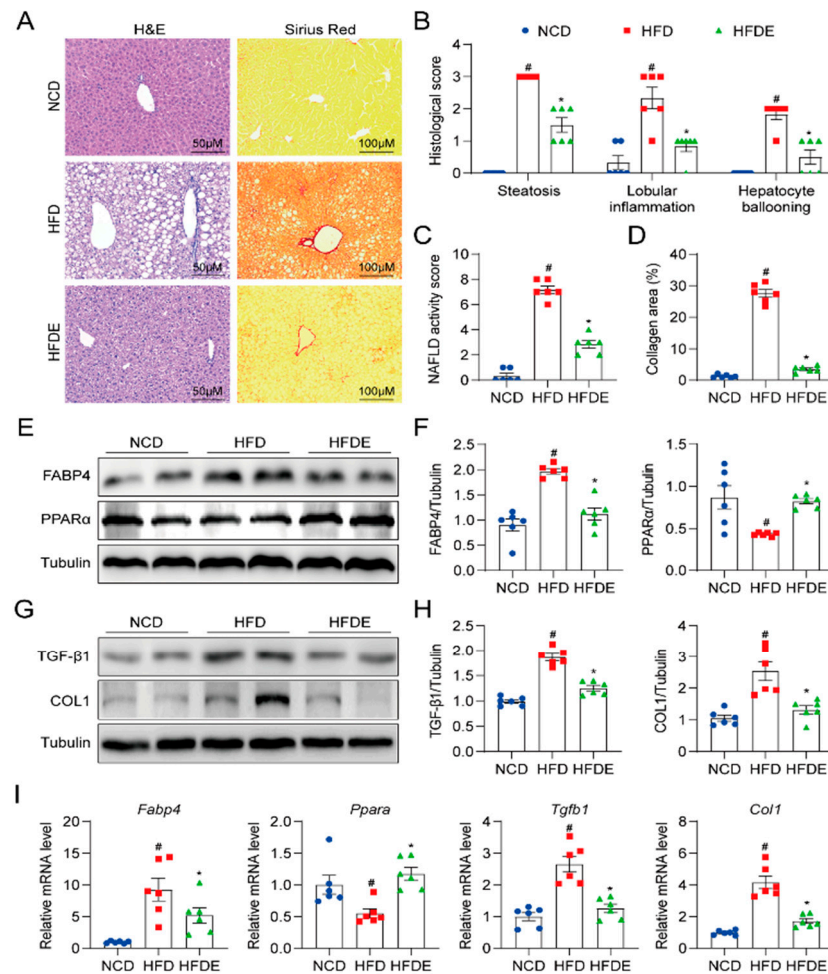 A
H&E
Sirius Red
NCD
50μM
100μM
HFD
50μM
100μM
HFDE
50μM
100μM
B
NCD
HFD
HFDE
Histological score
4
3
2
1
0
#
*
#
*
#
*
Steatosis
Lobular
inflammation
Hepatocyte
ballooning
C
NAFLD activity score
10
8
6
4
2
0
#
*
NCD
HFD
HFDE
D
Collagen area (%)
40
30
20
10
0
#
*
NCD
HFD
HFDE
E
NCD
HFD
HFDE
FABP4
PPARα
Tubulin
F
FABP4/Tubulin
2.5
2.0
1.5
1.0
0.5
0.0
#
*
NCD
HFD
HFDE
PPARα/Tubulin
1.5
1.0
0.5
0.0
#
*
NCD
HFD
HFDE
G
NCD
HFD
HFDE
TGF-β1
COL1
Tubulin
H
TGF-β1/Tubulin
2.5
2.0
1.5
1.0
0.5
0.0
#
*
NCD
HFD
HFDE
COL1/Tubulin
4
3
2
1
0
#
*
NCD
HFD
HFDE
I
Fabp4
Relative mRNA level
20
15
10
5
0
#
*
NCD
HFD
HFDE
Ppara
Relative mRNA level
2.0
1.5
1.0
0.5
0.0
#
*
NCD
HFD
HFDE
Tgfb1
Relative mRNA level
4
3
2
1
0
#
*
NCD
HFD
HFDE
Col1
Relative mRNA level
8
6
4
2
0
#
*
NCD
HFD
HFDE